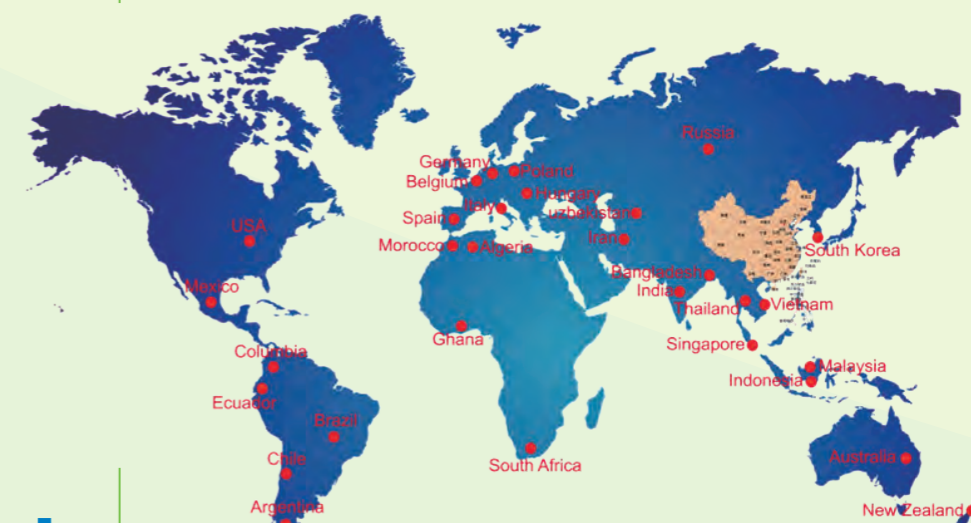 Russia
Germany
Poland
Belgium
Hungary
Italy
uzbekistan
Spain
USA
Iran
Morocco
Algeria
South Korea
Bangladesh
Mexico
India
Thailand
Vietnam
Ghana
Singapore
Columbia
Malaysia
Indonesia
Ecuador
Brazil
Chile
South Africa
Australia
Argentina
New Zealand